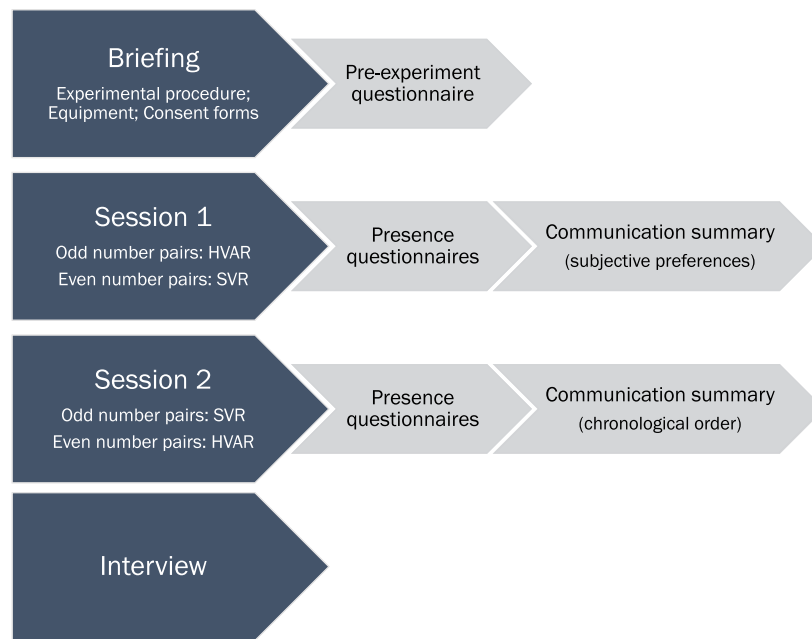 Briefing
Experimental procedure;
Equipment; Consent forms
Pre-experiment
questionnaire
Session 1
Odd number pairs: HVAR
Even number pairs: SVR
Presence
questionnaires
Communication summary
(subjective preferences)
Session 2
Odd number pairs: SVR
Even number pairs: HVAR
Presence
questionnaires
Communication summary
(chronological order)
Interview